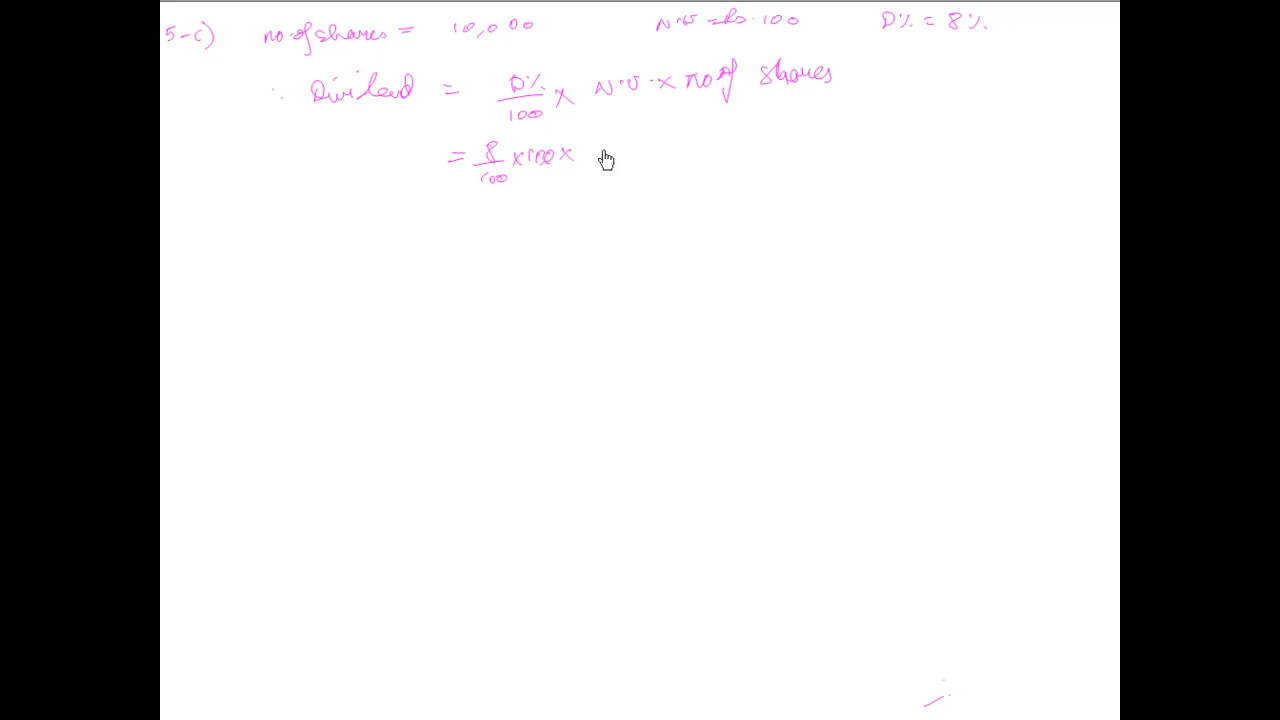 5-c) no.of shares = 10,000 N.V = Rs.100 D% = 8%.
∴ Dividend = D%/100 × N.V. × no of shares
= 8/100 × 100 ×